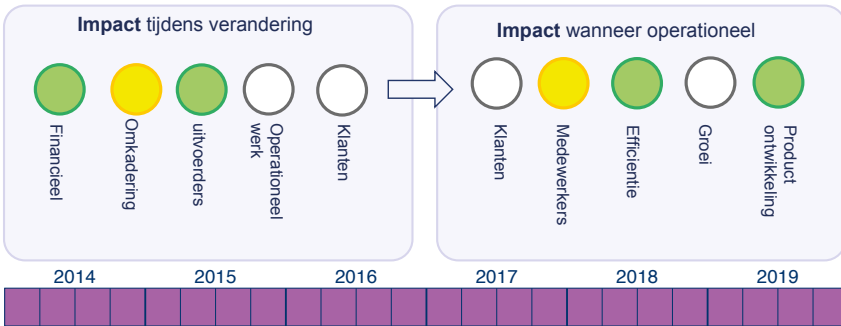 Impact tijdens verandering
Financieel
Omkadering
uitvoerders
Operationeel
werk
Klanten
Impact wanneer operationeel
Klanten
Medewerkers
Efficientie
Groei
Product
ontwikkeling
2014
2015
2016
2017
2018
2019